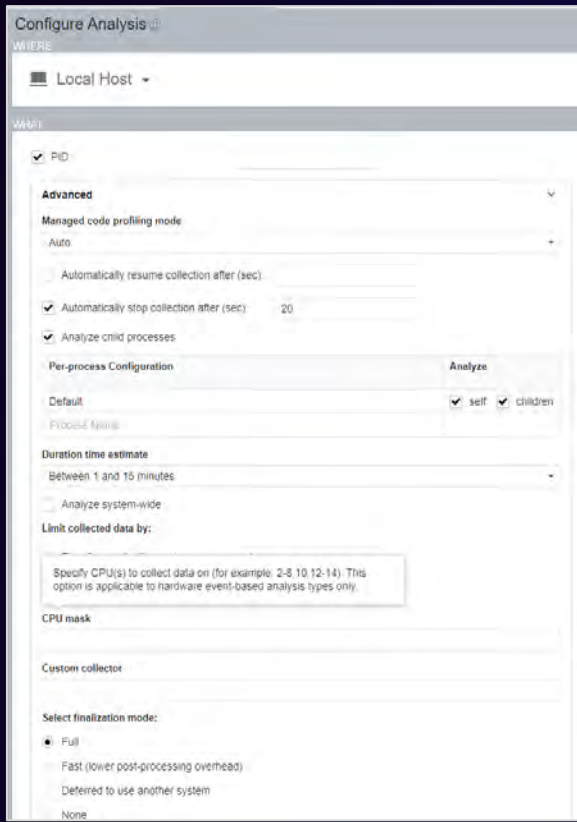 Configure Analysis
WHERE
Local Host
WHAT
PID
Advanced
Managed code profiling mode
Auto
Automatically resume collection after (sec)
Automatically stop collection after (sec) 20
Analyze child processes
Per-process Configuration Analyze
Default self children
Process Name
Duration time estimate
Between 1 and 15 minutes
Analyze system-wide
Limit collected data by:
Specify CPU(s) to collect data on (for example: 2-8,10,12-14). This
option is applicable to hardware event-based analysis types only.
CPU mask
Custom collector
Select finalization mode:
Full
Fast (lower post-processing overhead)
Deferred to use another system
None